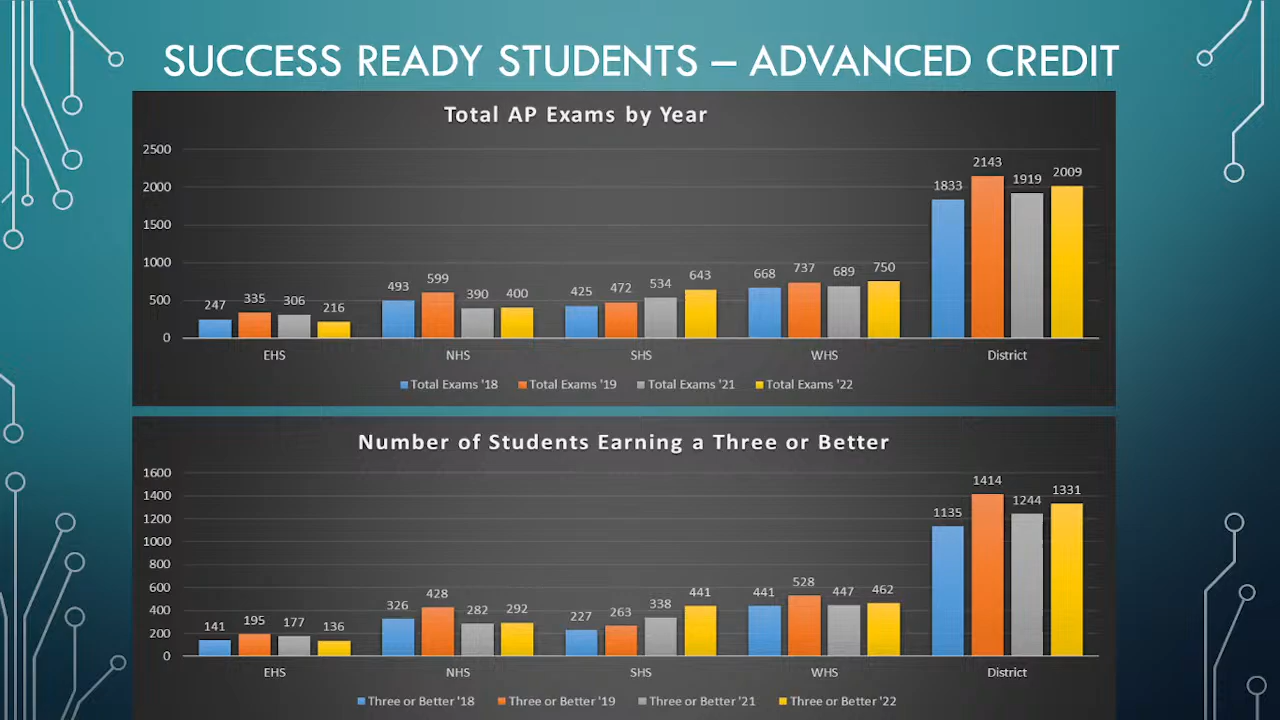 SUCCESS READY STUDENTS – ADVANCED CREDIT
Total AP Exams by Year
2500
2000
1500
1000
500
0
247 335 306 216
493 599 390 400
425 472 534 643
668 737 689 750
1833 2143 1919 2009
EHS NHS SHS WHS District
Total Exams '18 Total Exams '19 Total Exams '21 Total Exams '22
Number of Students Earning a Three or Better
1600
1400
1200
1000
800
600
400
200
0
141 195 177 136
326 428 282 292
227 263 338 441
441 528 447 462
1135 1414 1244 1331
EHS NHS SHS WHS District
Three or Better '18 Three or Better '19 Three or Better '21 Three or Better '22